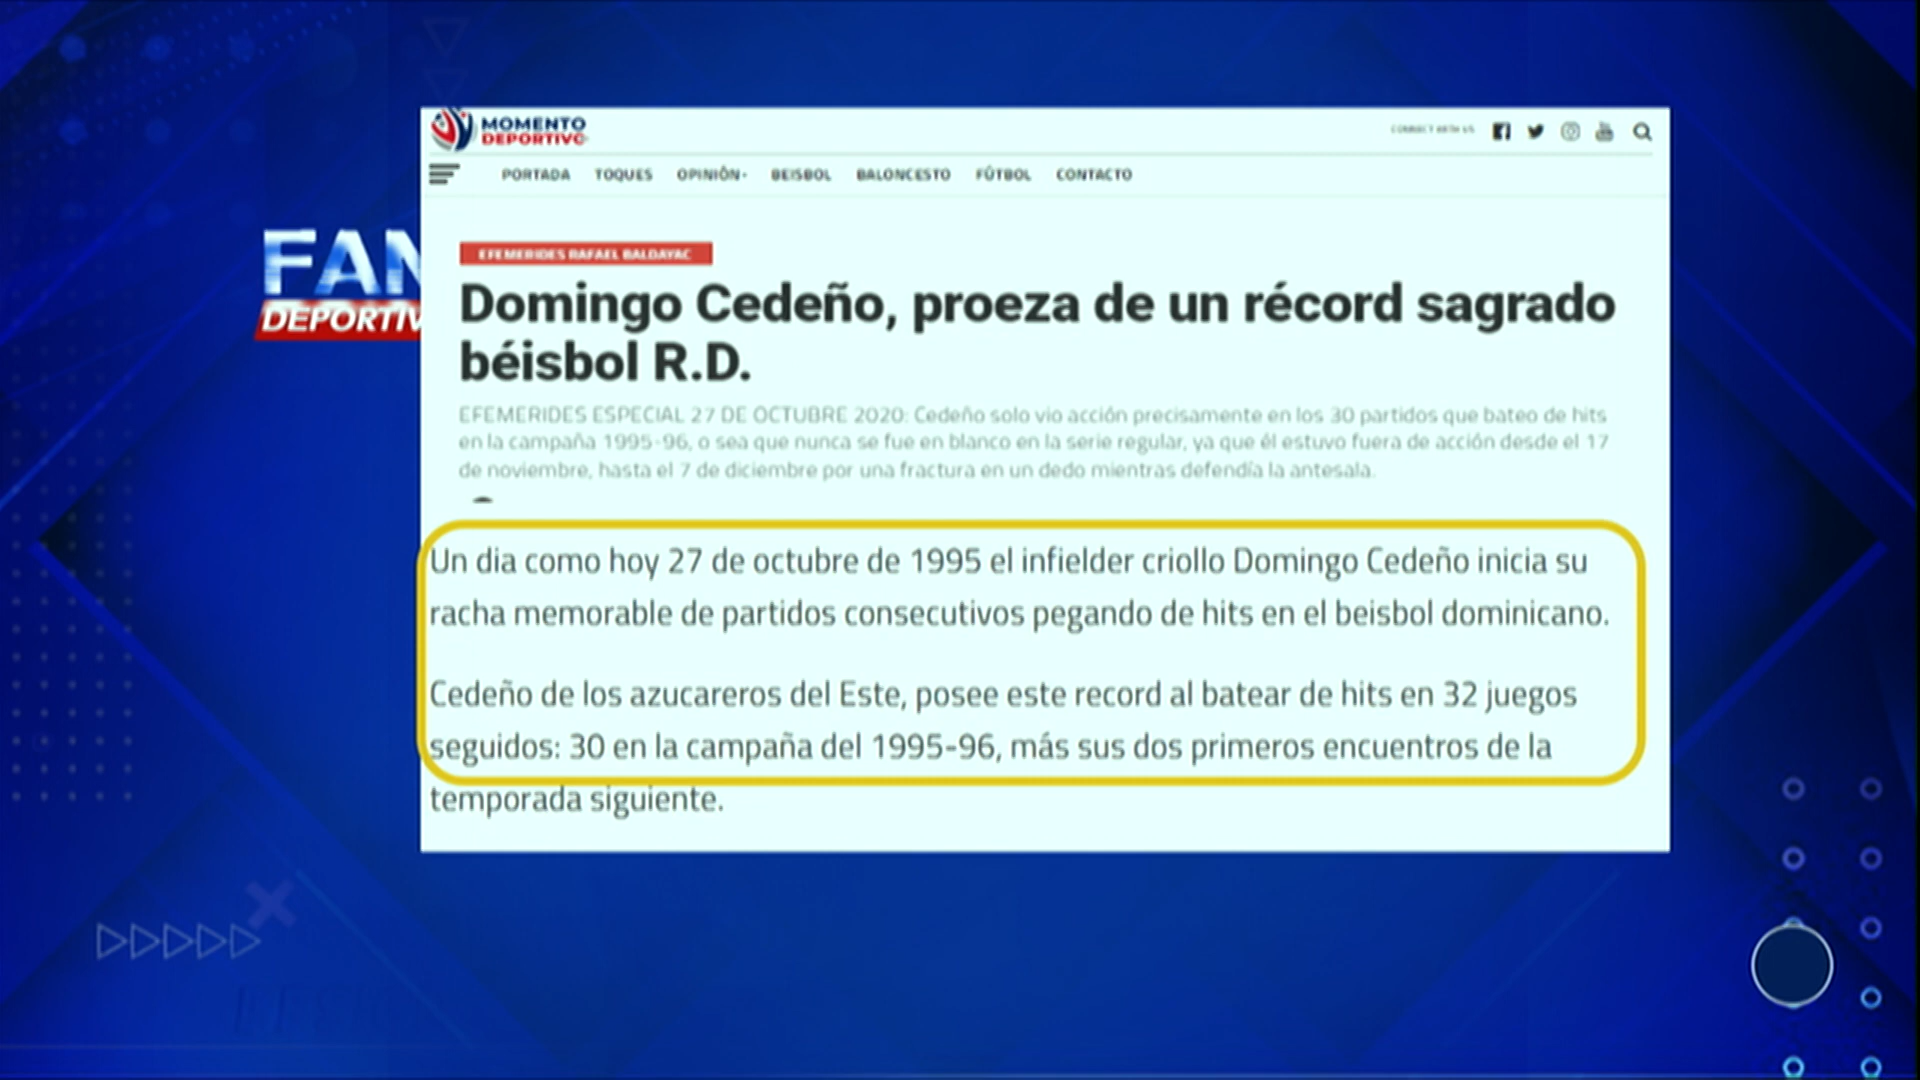 MOMENTO
DEPORTIVO
CONNECT WITH US
PORTADA TOQUES OPINIÓN BEISBOL BALONCESTO FÚTBOL CONTACTO
FAN
DEPORTIV
EFEMERIDES RAFAEL BALDAYAC
Domingo Cedeño, proeza de un récord sagrado
béisbol R.D.
EFEMERIDES ESPECIAL 27 DE OCTUBRE 2020: Cedeño solo vio acción precisamente en los 30 partidos que bateo de hits
en la campaña 1995-96, o sea que nunca se fue en blanco en la serie regular, ya que él estuvo fuera de acción desde el 17
de noviembre, hasta el 7 de diciembre por una fractura en un dedo mientras defendía la antesala.
Un dia como hoy 27 de octubre de 1995 el infielder criollo Domingo Cedeño inicia su
racha memorable de partidos consecutivos pegando de hits en el beisbol dominicano.
Cedeño de los azucareros del Este, posee este record al batear de hits en 32 juegos
seguidos: 30 en la campaña del 1995-96, más sus dos primeros encuentros de la
temporada siguiente.